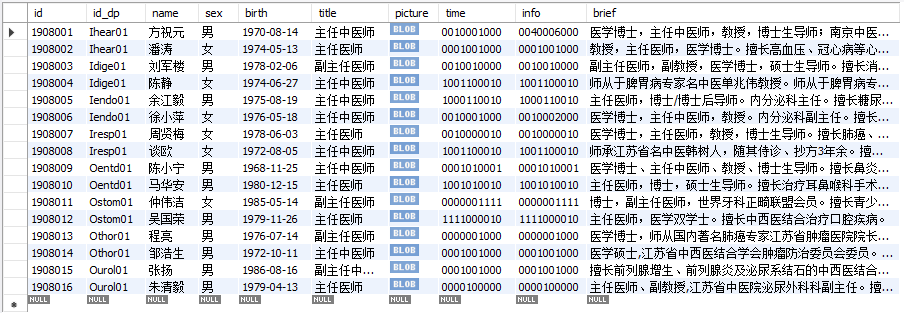 id id_dp name sex birth title picture time info brief
1908001 Ihear01 方祝元 男 1970-08-14 主任中医师 BLOB 0010001000 0040006000 医学博士，主任中医师，教授，博士生导师；南京中医...
1908002 Ihear01 潘涛 女 1974-05-13 主任医师 BLOB 0001001000 0001001000 教授，主任医师，医学博士。擅长高血压、冠心病等心...
1908003 Idige01 刘军楼 男 1978-02-06 副主任医师 BLOB 0010010000 0010010000 副主任医师，副教授，医学博士，硕士生导师。擅长消...
1908004 Idige01 陈静 女 1974-06-27 主任中医师 BLOB 1001100010 1001100010 师从于脾胃病专家名中医单兆伟教授。师从于脾胃病专...
1908005 Iendo01 余江毅 男 1975-08-19 主任中医师 BLOB 1000110010 1000110010 主任医师，博士/博士后导师。内分泌科主任。擅长糖尿...
1908006 Iendo01 徐小萍 女 1976-05-18 主任中医师 BLOB 0001001000 0010002000 主任中医师，教授。内分泌科副主任。擅...
1908007 Iresp01 周贤梅 女 1978-06-03 主任医师 BLOB 0010000010 0010000010 医学博士，主任医师，教授，博士生导师。擅长肺癌、...
1908008 Iresp01 谈欧 女 1972-08-05 主任中医师 BLOB 1001100010 1001100010 师承江苏省名中医韩树人，随其侍诊、抄方3年余。擅...
1908009 Oentd01 陈小宁 男 1968-11-25 主任中医师 BLOB 0001010001 0001010001 医学博士、主任中医师、教授、博士生导师。擅长鼻炎...
1908010 Oentd01 马华安 男 1980-12-15 主任医师 BLOB 1001010010 1001010010 主任医师，博士，硕士生导师。擅长治疗耳鼻喉科手术...
1908011 Ostom01 仲伟洁 女 1985-05-14 副主任医师 BLOB 0000001111 0000001111 博士，副主任医师，世界牙科正畸联盟会员。擅长青少...
1908012 Ostom01 吴国荣 男 1979-11-26 主任医师 BLOB 1111000010 1111000010 主任医师，医学双学士。擅长中西医结合治疗口腔疾病。
1908013 Othor01 程亮 男 1976-07-14 副主任医师 BLOB 0001001000 0001001000 医学博士，师从国内著名肺癌专家江苏省肿瘤医院院长...
1908014 Othor01 邹浩生 男 1972-10-11 主任中医师 BLOB 0001001000 0001001000 医学硕士,江苏省中西医结合学会肿瘤防治委会会委员。...
1908015 Ourol01 张扬 男 1986-08-16 副主任中... BLOB 0001001000 0001001000 擅长前列腺增生、前列腺炎及泌尿系结石的中西医结合...
1908016 Ourol01 朱清毅 男 1979-04-13 主任医师 BLOB 0000100000 0000100000 主任医师、副教授,江苏省中医院泌尿外科科副主任。擅...
NULL NULL NULL NULL NULL NULL NULL NULL NULL NULL